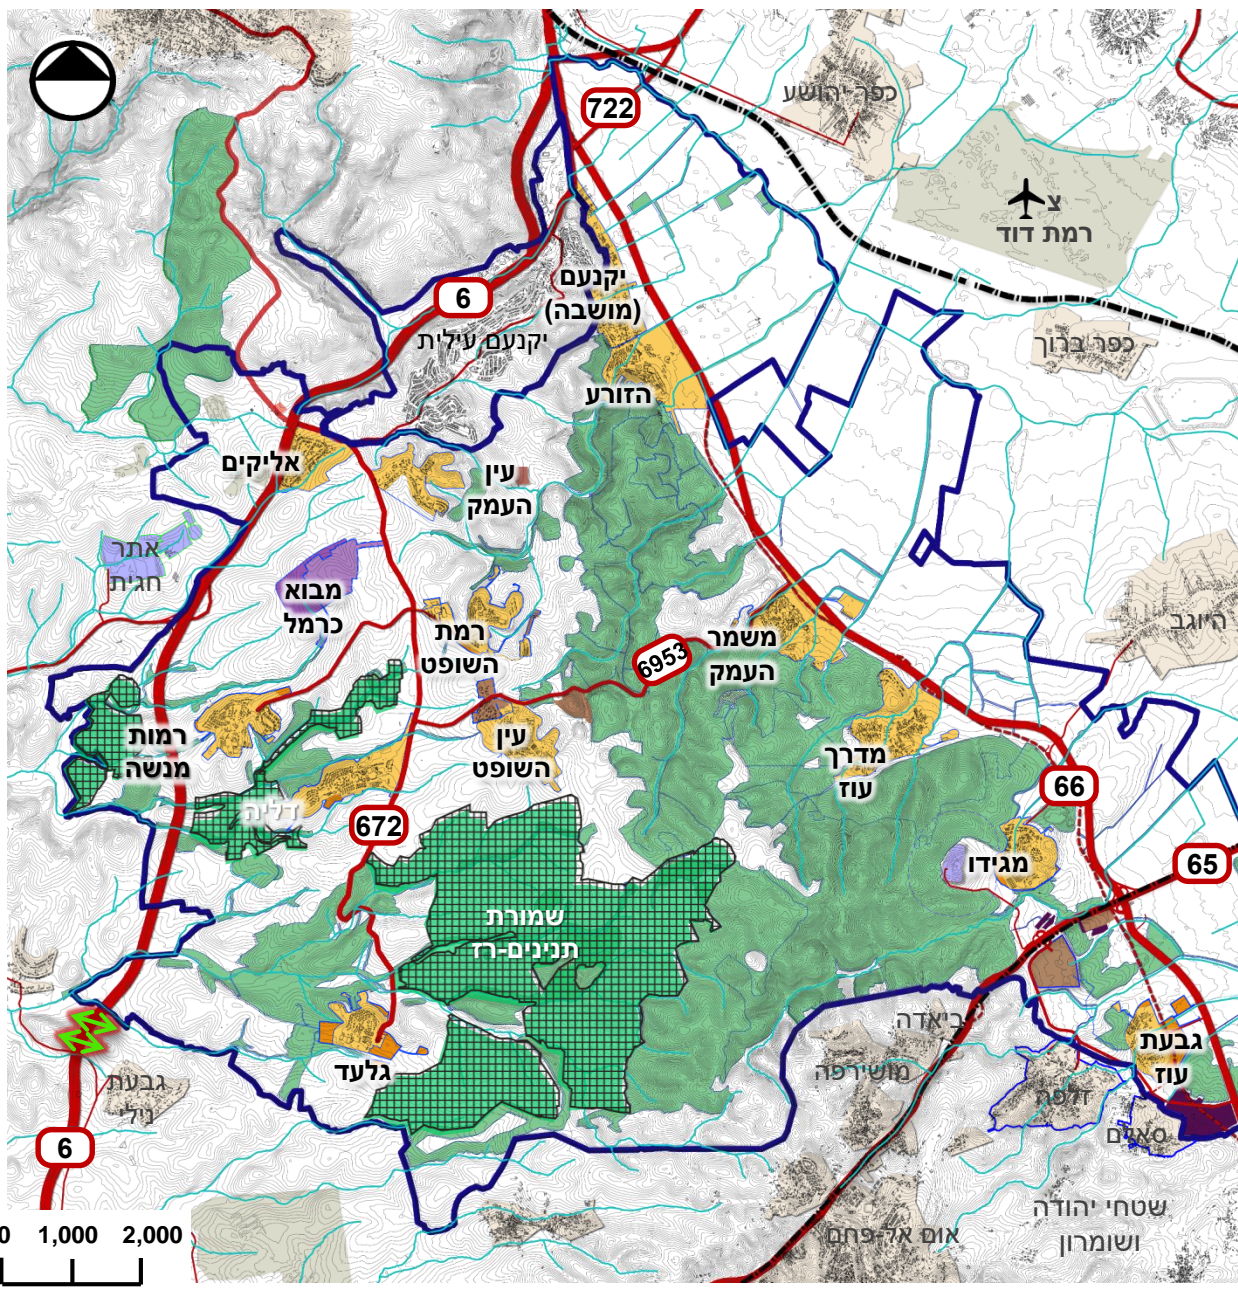 722
כפר יהושע
צ
רמת דוד
יקנעם
(מושבה)
6
יקנעם עילית
כפר ברוך
הזורע
אליקים
עין
העמק
אתר
חגית
מבוא
כרמל
רמת
השופט
6953
משמר
העמק
היוגב
רמות
מנשה
עין
השופט
מדרך
עוז
דליה
672
66
מגידו
65
שמורת
תנינים-רז
ביאדה
מושירפה
גבעת
עוז
גלעד
גבעת
נילי
דלפה
סאלם
6
שטחי יהודה
ושומרון
אום אל-פחם
0 1,000 2,000